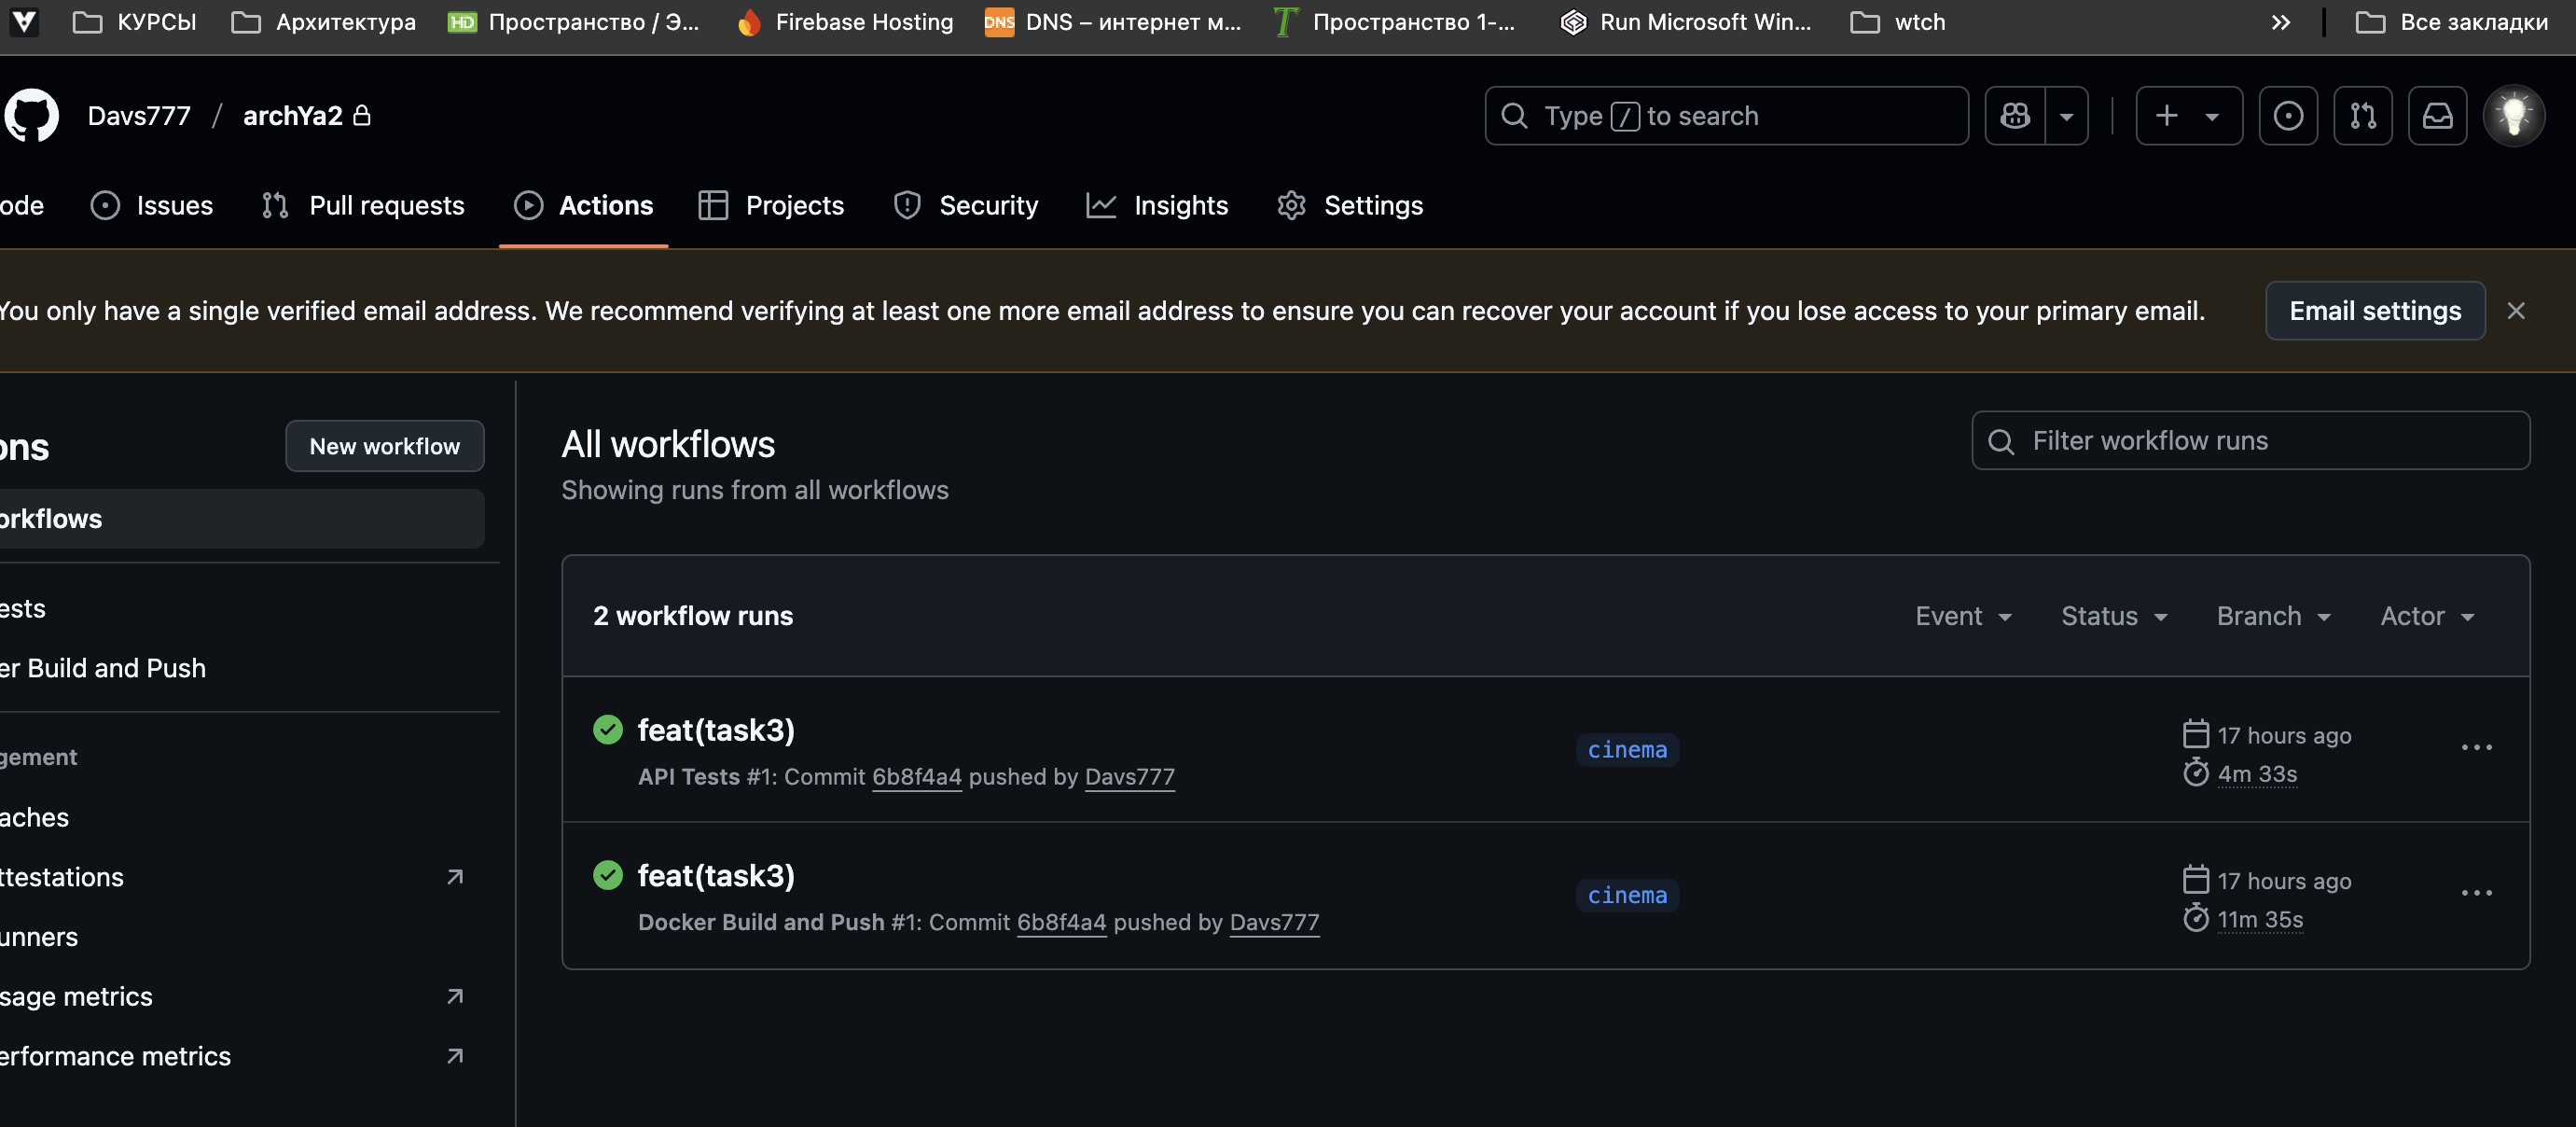 КУРСЫ Архитектура HD Пространство / Э... Firebase Hosting DNS DNS – интернет м... T Пространство 1-... Run Microsoft Win... wtch » Все закладки
Davs777 / archYa2 Type / to search
ode Issues Pull requests Actions Projects Security Insights Settings
You only have a single verified email address. We recommend verifying at least one more email address to ensure you can recover your account if you lose access to your primary email. Email settings
ons New workflow
orkflows
ests
er Build and Push
gement
aches
ttestations
unners
sage metrics
erformance metrics
All workflows
Filter workflow runs
Showing runs from all workflows
2 workflow runs Event Status Branch Actor
feat(task3)
API Tests #1: Commit 6b8f4a4 pushed by Davs777
cinema
17 hours ago
4m 33s
feat(task3)
Docker Build and Push #1: Commit 6b8f4a4 pushed by Davs777
cinema
17 hours ago
11m 35s